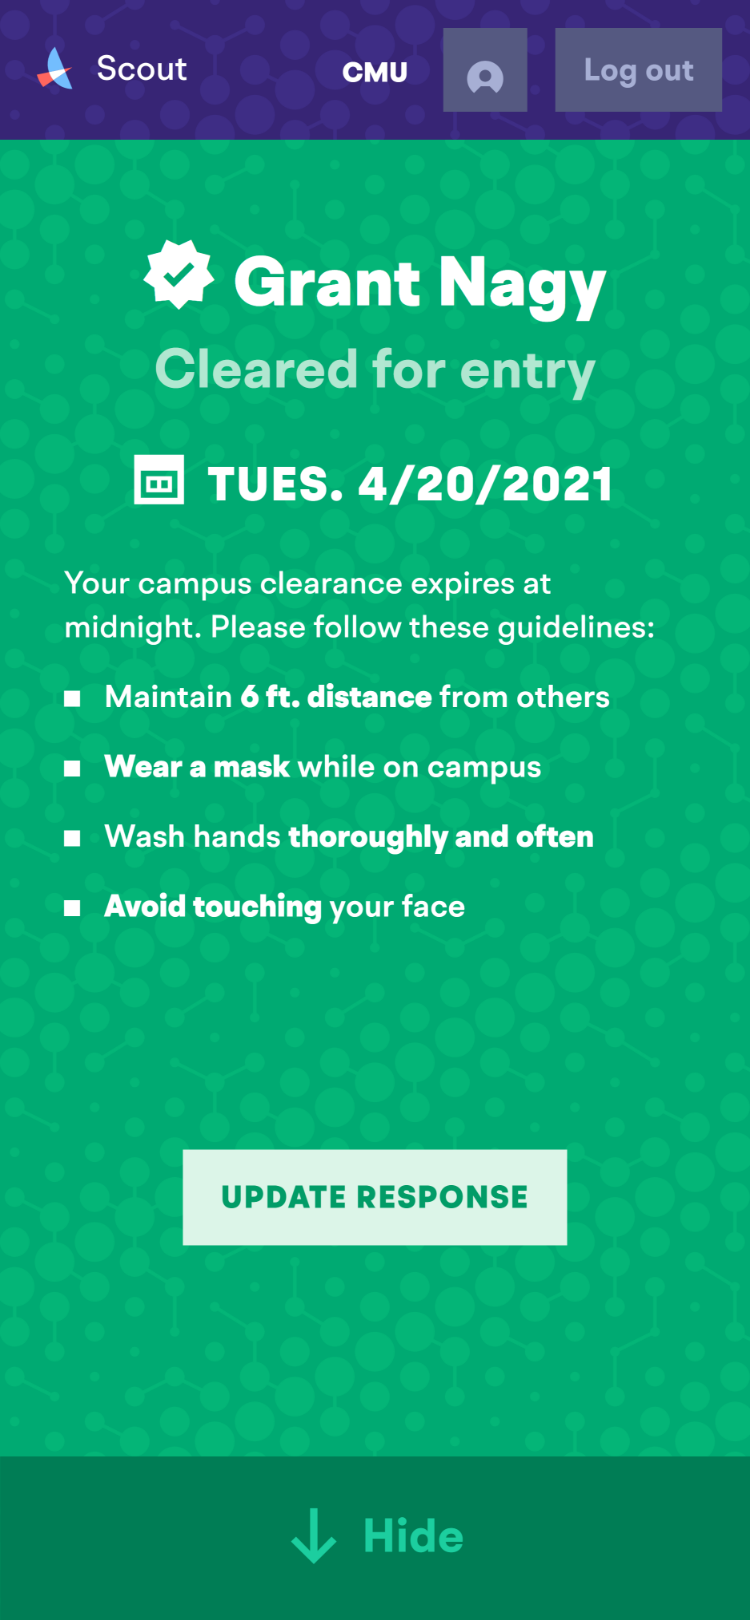 Scout
CMU
Log out
Grant Nagy
Cleared for entry
TUES. 4/20/2021
Your campus clearance expires at
midnight. Please follow these guidelines:
Maintain 6 ft. distance from others
Wear a mask while on campus
Wash hands thoroughly and often
Avoid touching your face
UPDATE RESPONSE
Hide